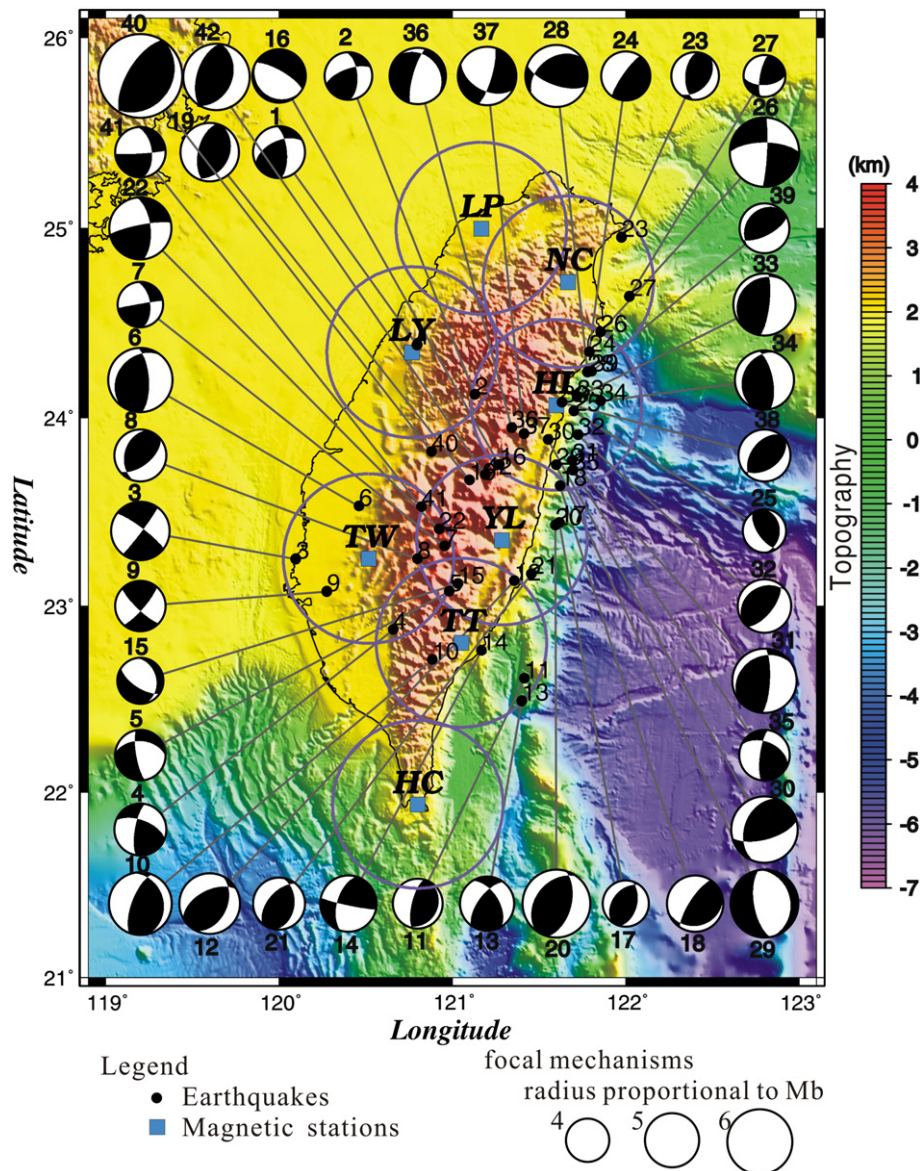 40 42 16 2 36 37 28 24 23 27
26°
41 19 1 26
(km)
22 39
LP
25° 23
NC 33
7 27
LY 26
24
6 34
HL 34
2
24°
36 37 30 32
8 40 16 38
6 41 25
3 22 YL
TW
3 8 7 21 32
9 15
23° 9
4 TT 31
15 10 14
11
5 13 35
22° HC
4 30
10
12 21 14 11 13 20 17 18 29
21°
119° 120° 121° 122° 123°
Latitude
Longitude
4
3
2
1
0
-1
-2
-3
-4
-5
-6
-7
Topography
Legend
Earthquakes
Magnetic stations
focal mechanisms
radius proportional to Mb
4 5 6